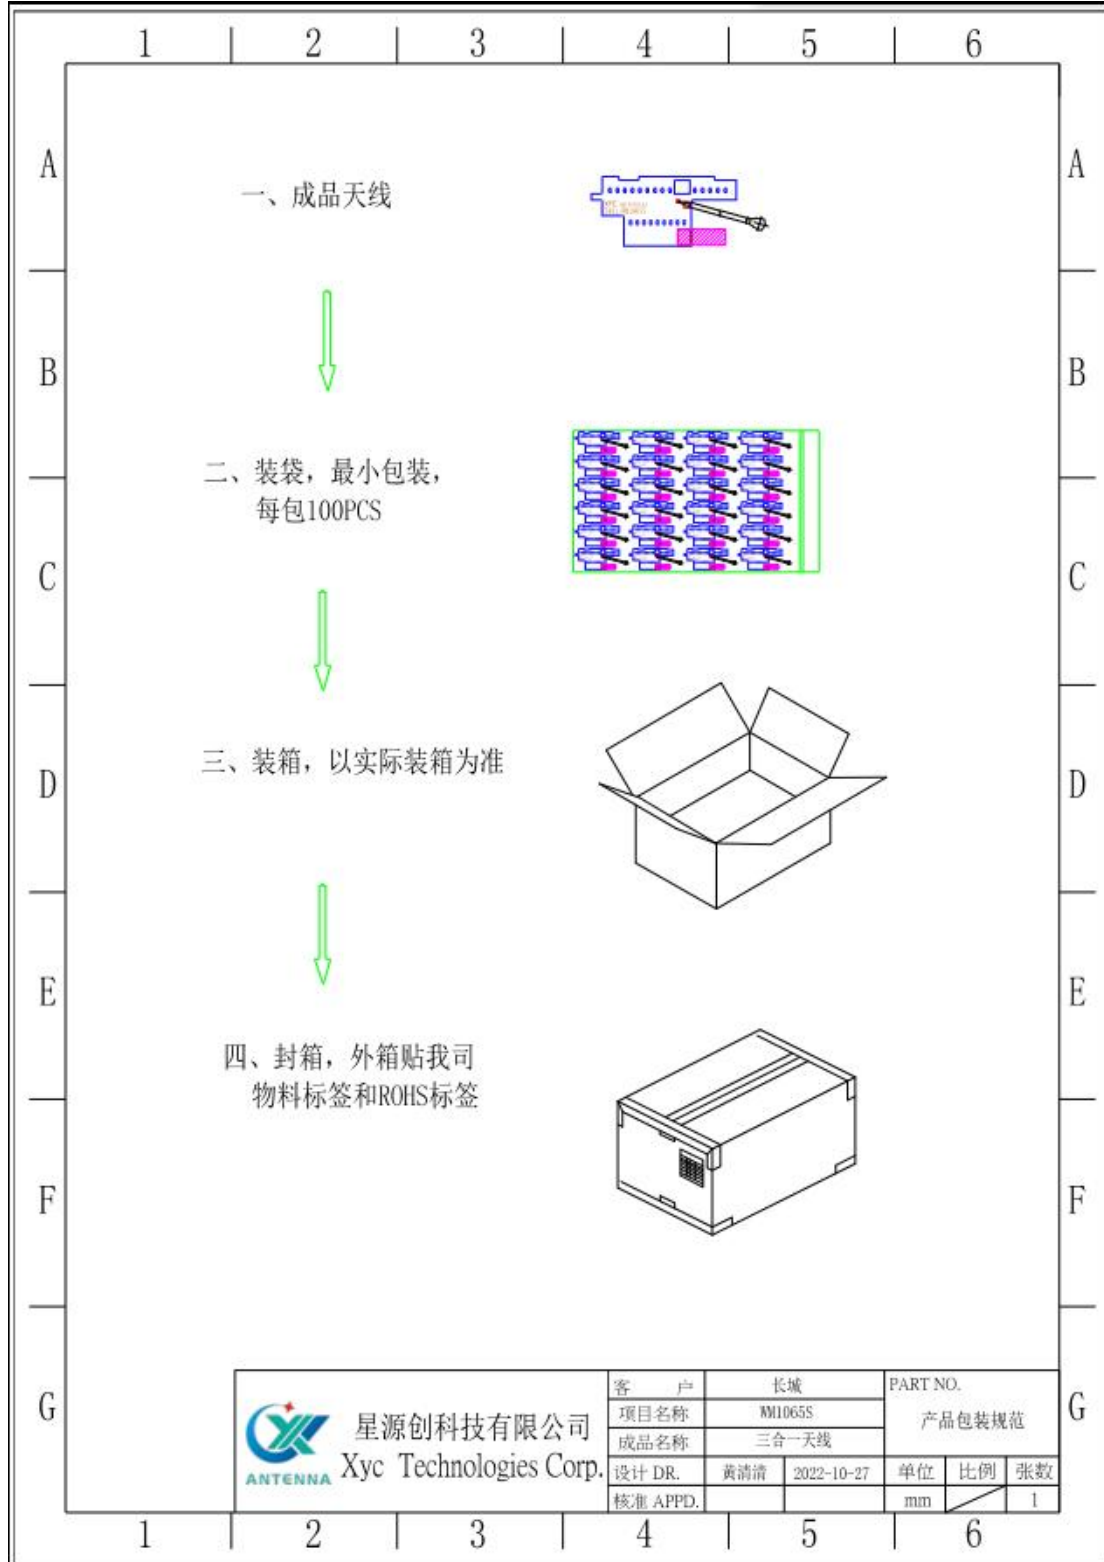 1 2 3 4 5 6
A A
一、成品天线
B B
二、装袋，最小包装，
每包100PCS
C C
三、装箱，以实际装箱为准
D D
E E
四、封箱，外箱贴我司
物料标签和ROHS标签
F F
G G
ANTENNA
星源创科技有限公司
Xyc Technologies Corp.
客 户 长城 PART NO.
项目名称 WM1065S 产品包装规范
成品名称 三合一天线
设计 DR. 黄清清 2022-10-27 单位 比例 张数
核准 APPD. mm 1
1 2 3 4 5 6